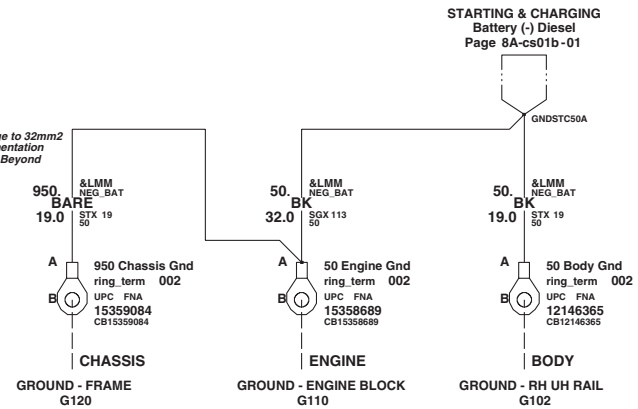 STARTING & CHARGING
Battery (-) Diesel
Page 8A-cs01b-01
GNDSTC50A
to 32mm2
Beyond
950.
&LMM
NEG_BAT
BARE
19.0
STX 19
50
50.
&LMM
NEG_BAT
BK
32.0
SGX 113
50
50.
&LMM
NEG_BAT
BK
19.0
STX 19
50
A
950 Chassis Gnd
ring_term 002
B
UPC FNA
15359084
CB15359084
A
50 Engine Gnd
ring_term 002
B
UPC FNA
15358689
CB15358689
A
50 Body Gnd
ring_term 002
B
UPC FNA
12146365
CB12146365
CHASSIS
ENGINE
BODY
GROUND - FRAME
G120
GROUND - ENGINE BLOCK
G110
GROUND - RH UH RAIL
G102